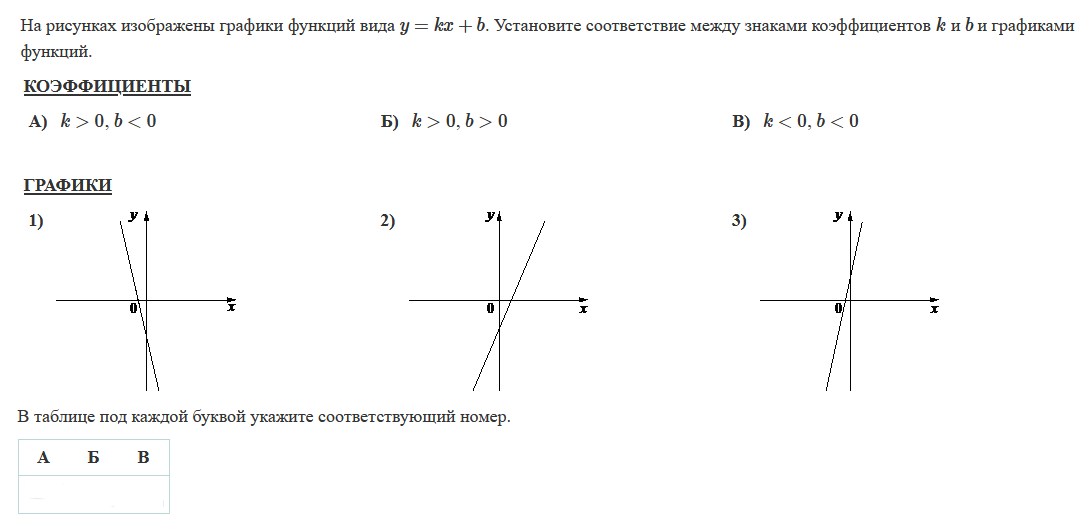 На рисунках изображены графики функций вида y = kx + b. Установите соответствие между знаками коэффициентов k и b и графиками
функций.
КОЭФФИЦИЕНТЫ
А) k > 0, b < 0 Б) k > 0, b > 0 В) k < 0, b < 0
ГРАФИКИ
1) 2) 3)
y y y
0 x 0 x 0 x
В таблице под каждой буквой укажите соответствующий номер.
А Б В